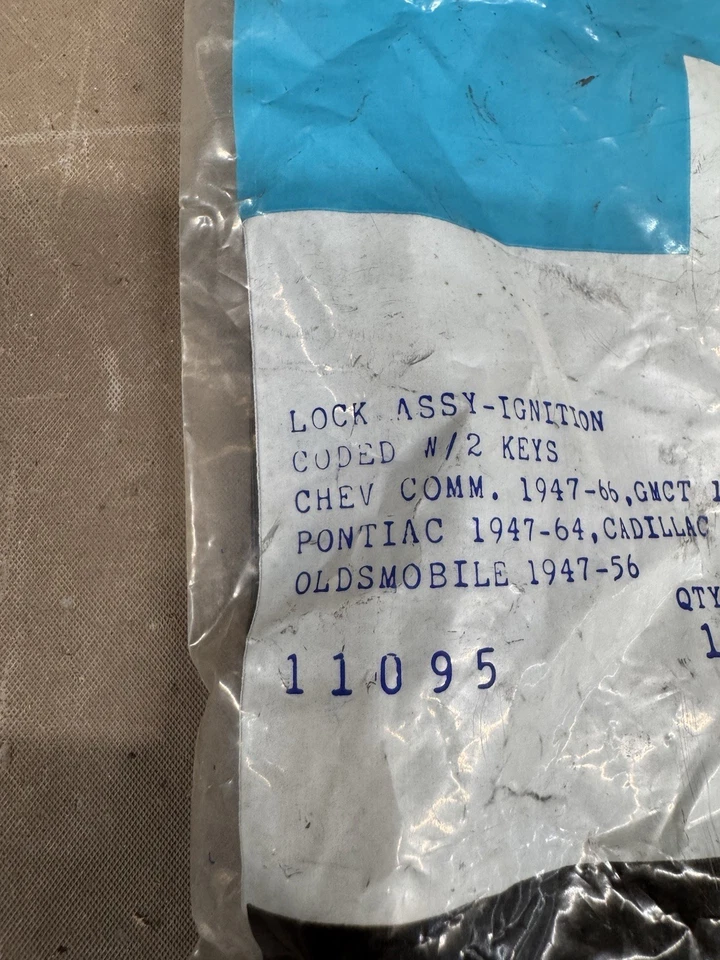 LOCK ASSY-IGNITION
CODED W/2 KEYS
CHEV COMM. 1947-66,GMCT 1
PONTIAC 1947-64,CADILLAC
OLDSMOBILE 1947-56
QTY
1
11095